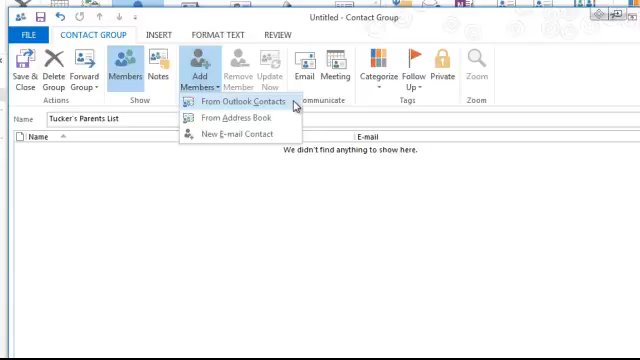 Untitled - Contact Group
FILE CONTACT GROUP INSERT FORMAT TEXT REVIEW
Save & Close
Delete Group
Forward Group
Members
Notes
Add Members
Remove Member
Update Now
Email
Meeting
Categorize
Follow Up
Private
Zoom
Actions Show Tags Zoom
From Outlook Contacts
From Address Book
New E-mail Contact
Name Tucker's Parents List
Name E-mail
We didn't find anything to show here.